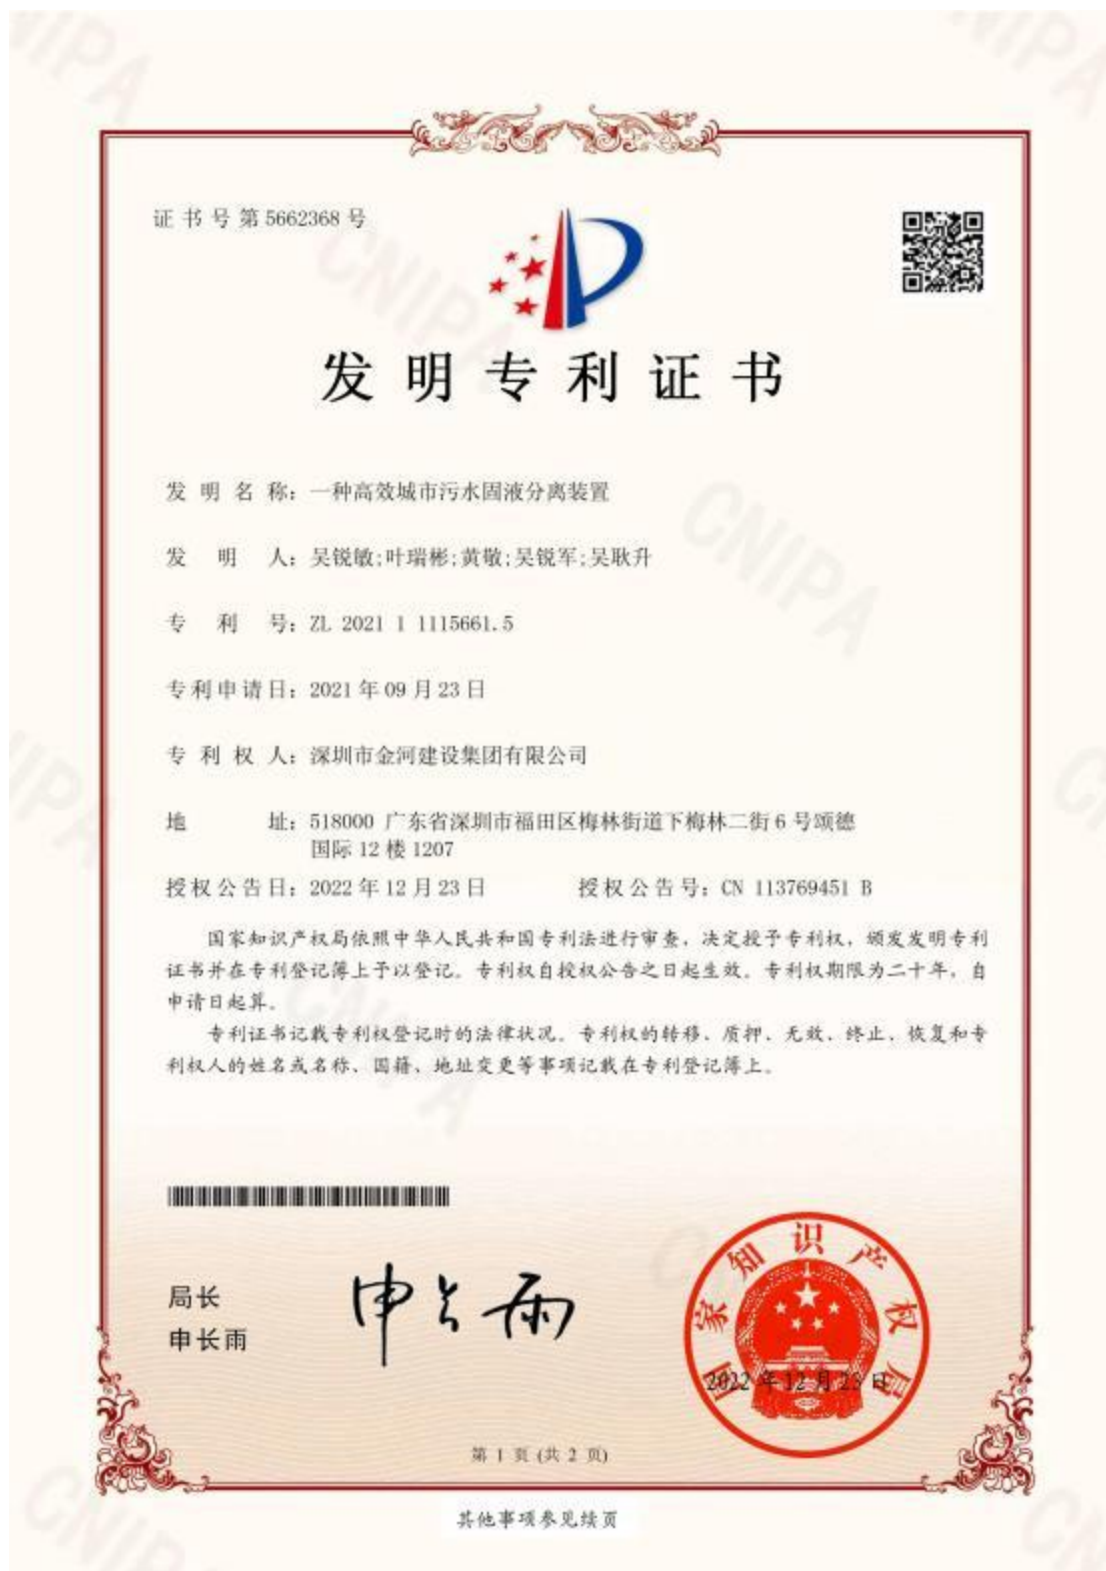 证书号第5662368号
发明专利证书
发明名称：一种高效城市污水固液分离装置
发明人：吴锐敏;叶瑞彬;黄敬;吴锐军;吴耿升
专利号：ZL 2021 1 1115661.5
专利申请日：2021年09月23日
专利权人：深圳市金河建设集团有限公司
地址：518000 广东省深圳市福田区梅林街道下梅林二街6号颂德
国际12楼1207
授权公告日：2022年12月23日 授权公告号：CN 113769451 B
国家知识产权局依照中华人民共和国专利法进行审查，决定授予专利权，颁发发明专利
证书并在专利登记簿上予以登记。专利权自授权公告之日起生效。专利权期限为二十年，自
申请日起算。
专利证书记载专利权登记时的法律状况。专利权的转移、质押、无效、终止、恢复和专
利权人的姓名或名称、国籍、地址变更等事项记载在专利登记簿上。
局长
申长雨
申长雨
国家知识产权局
2022年12月23日
第 1 页 (共 2 页)
其他事项参见续页
CNIPA
CNIPA
CNIPA
CNIPA
CNIPA
CNIPA